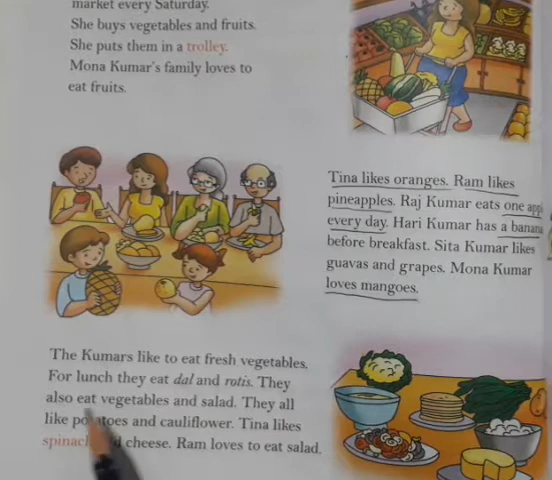 market every Saturday.
She buys vegetables and fruits.
She puts them in a trolley.
Mona Kumar's family loves to
eat fruits.
Tina likes oranges. Ram likes
pineapples. Raj Kumar eats one
every day. Hari Kumar has a banana
before breakfast. Sita Kumar likes
guavas and grapes. Mona Kumar
loves mangoes.
The Kumars like to eat fresh vegetables.
For lunch they eat dal and rotis. They
also eat vegetables and salad. They all
like potatoes and cauliflower. Tina likes
spinach cheese. Ram loves to eat salad.